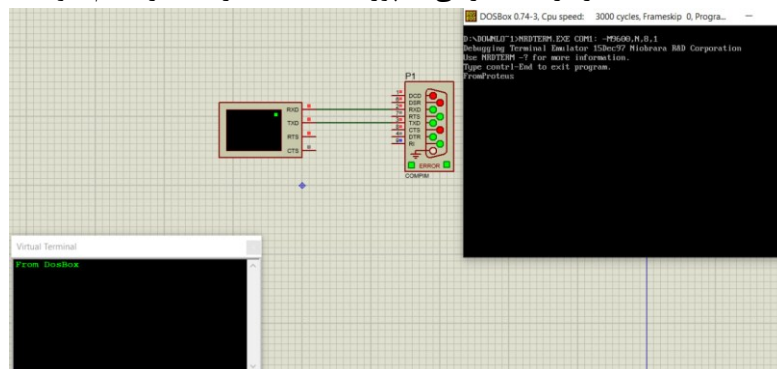 DOSBox 0.74-3, Cpu speed: 3000 cycles, Frameskip 0, Progra...
D:\DOWNLO~1>NRDTERM.EXE COM1: -M9600,N,8,1
Debugging Terminal Emulator 15Dec97 Niobrara R&D Corporation
Use NRDTERM -? for more information.
Type contrl-End to exit program.
FromProteus
P1
DCD
DSR
RXD
RTS
TXD
CTS
DTR
RI
ERROR
COMPIM
RXD
TXD
RTS
CTS
Virtual Terminal
From DosBox